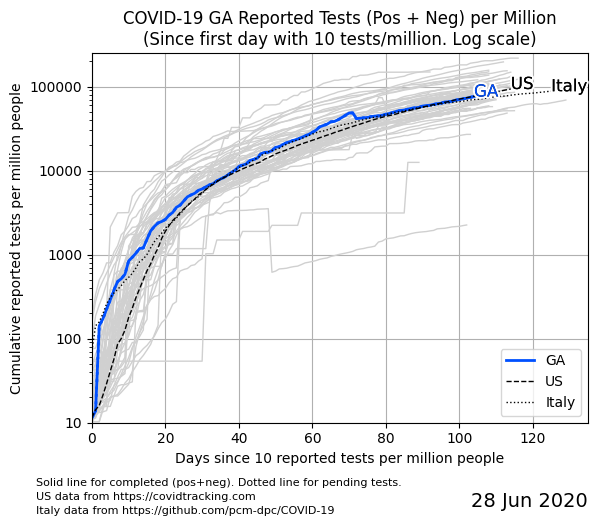 COVID-19 GA Reported Tests (Pos + Neg) per Million
(Since first day with 10 tests/million. Log scale)
Cumulative reported tests per million people
100000
10000
1000
100
10
GA
US
Italy
GA
US
Italy
0
20
40
60
80
100
120
Days since 10 reported tests per million people
Solid line for completed (pos+neg). Dotted line for pending tests.
US data from https://covidtracking.com
Italy data from https://github.com/pcm-dpc/COVID-19
28 Jun 2020